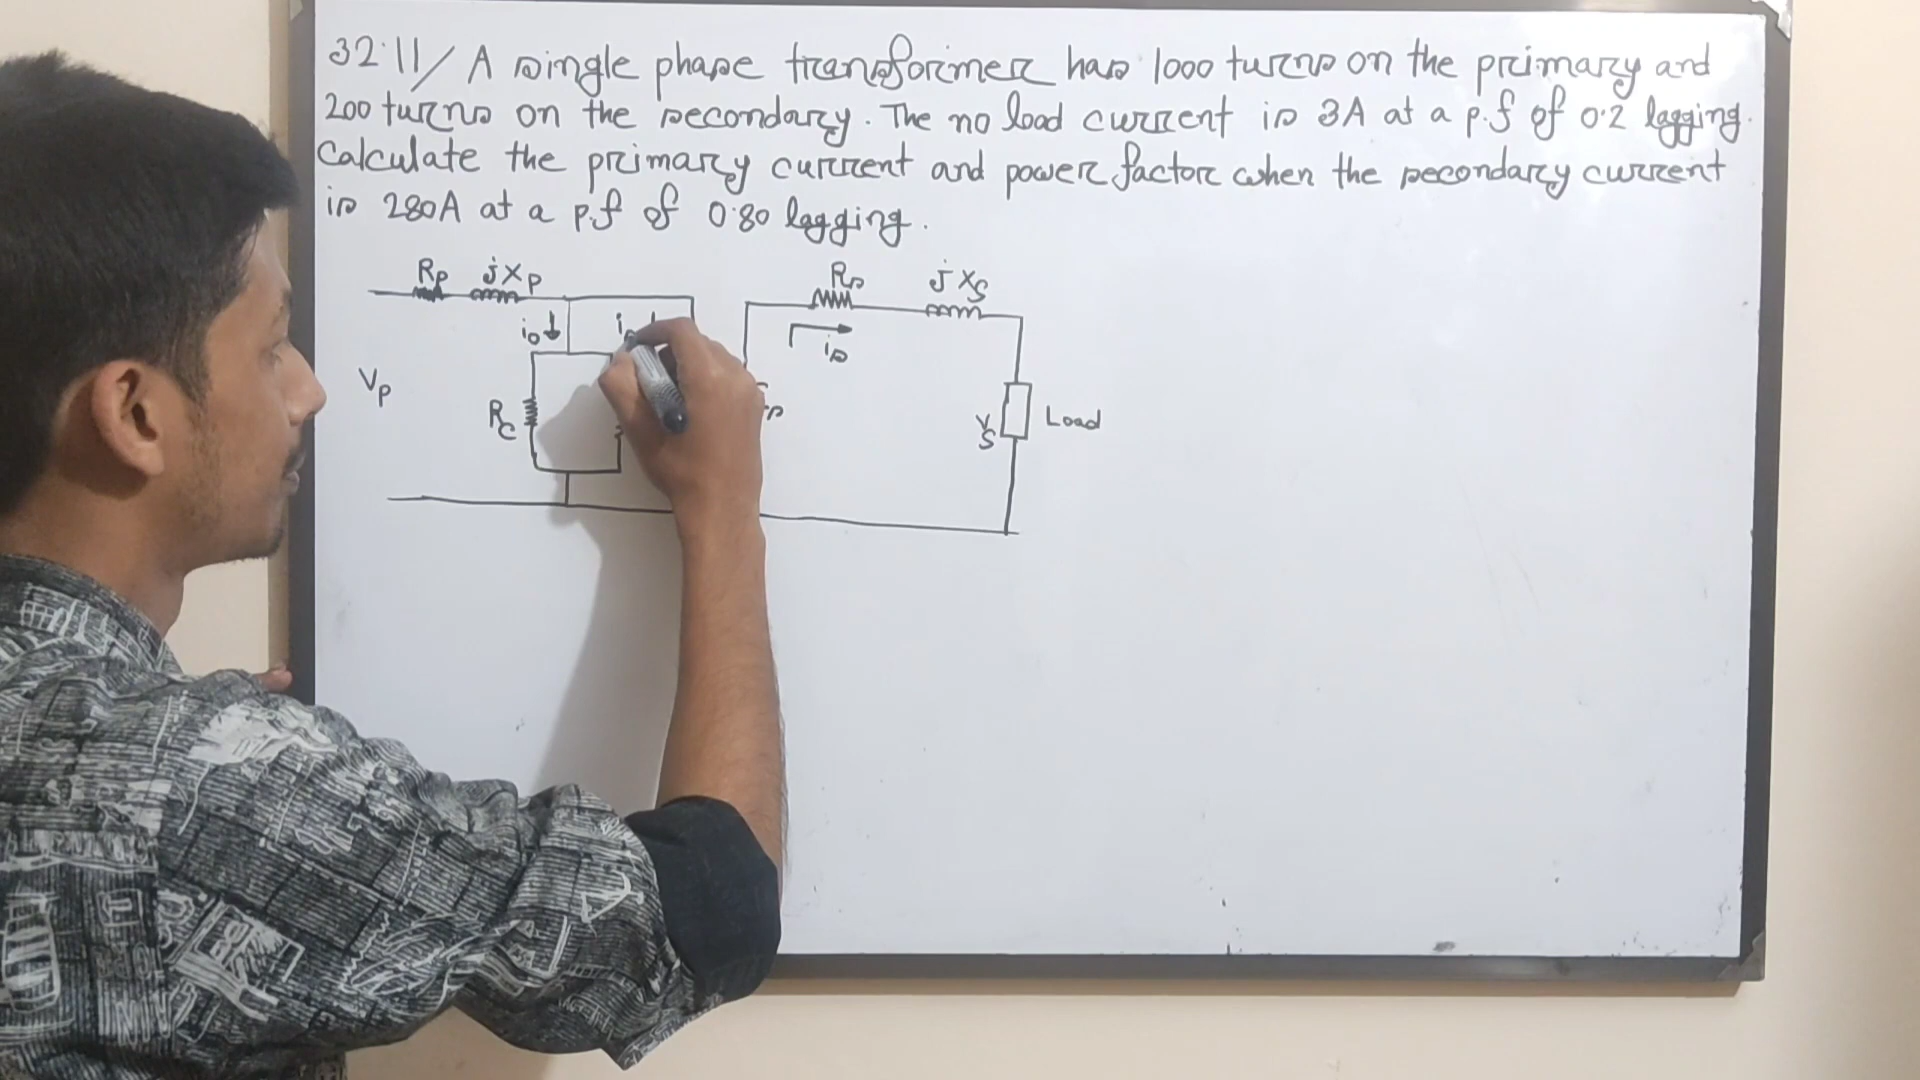 32.11/ A single phase transformer has 1000 turns on the primary and
200 turns on the secondary. The no load current is 3A at a p.f of 0.2 lagging.
Calculate the primary current and power factor when the secondary current
is 280A at a p.f of 0.80 lagging.
Rp jXp
Rs jXs
io
is
Vp
Rc
Vs Load